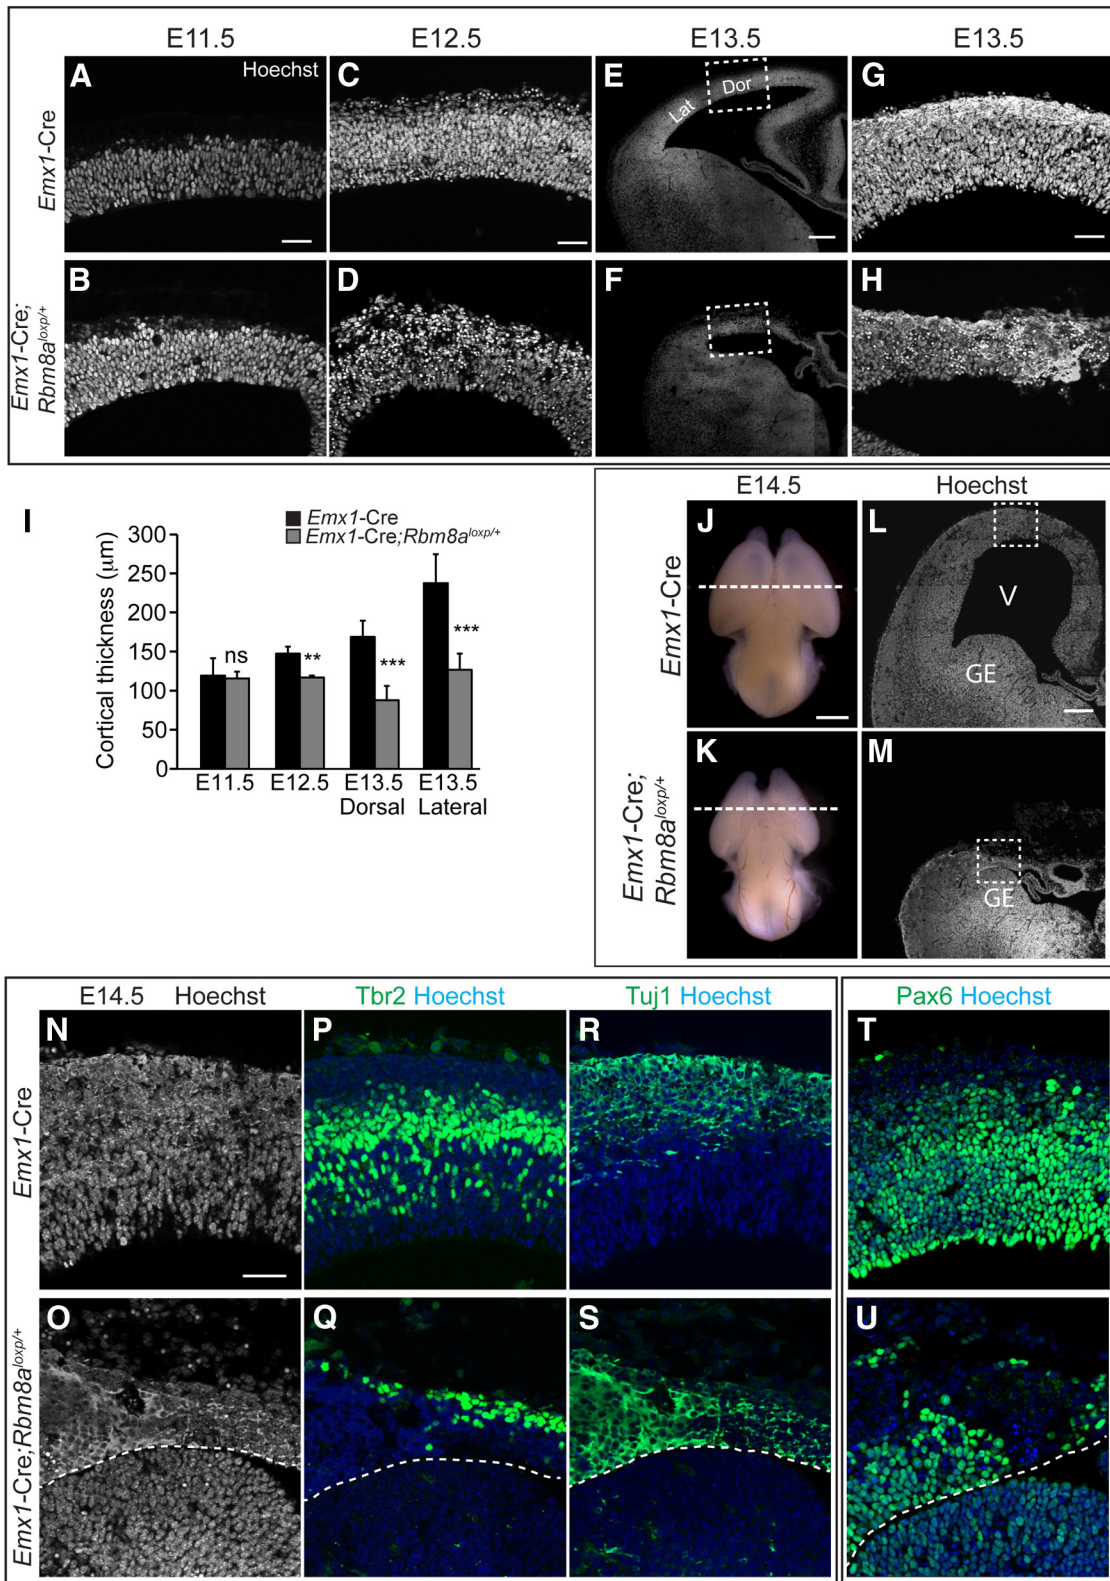 E11.5 E12.5 E13.5 E13.5
Emx1-Cre
A Hoechst C E Lat Dor G
Emx1-Cre;
Rbm8a^loxp/+
B D F H
I
Emx1-Cre
Emx1-Cre;Rbm8a^loxp/+
Cortical thickness (μm)
300
250
200
150
100
50
0
ns ** *** ***
E11.5 E12.5 E13.5 E13.5
Dorsal Lateral
E14.5 Hoechst
Emx1-Cre
J L V GE
Emx1-Cre;
Rbm8a^loxp/+
K M GE
E14.5 Hoechst Tbr2 Hoechst Tuj1 Hoechst Pax6 Hoechst
Emx1-Cre
N P R T
Emx1-Cre;Rbm8a^loxp/+
O Q S U